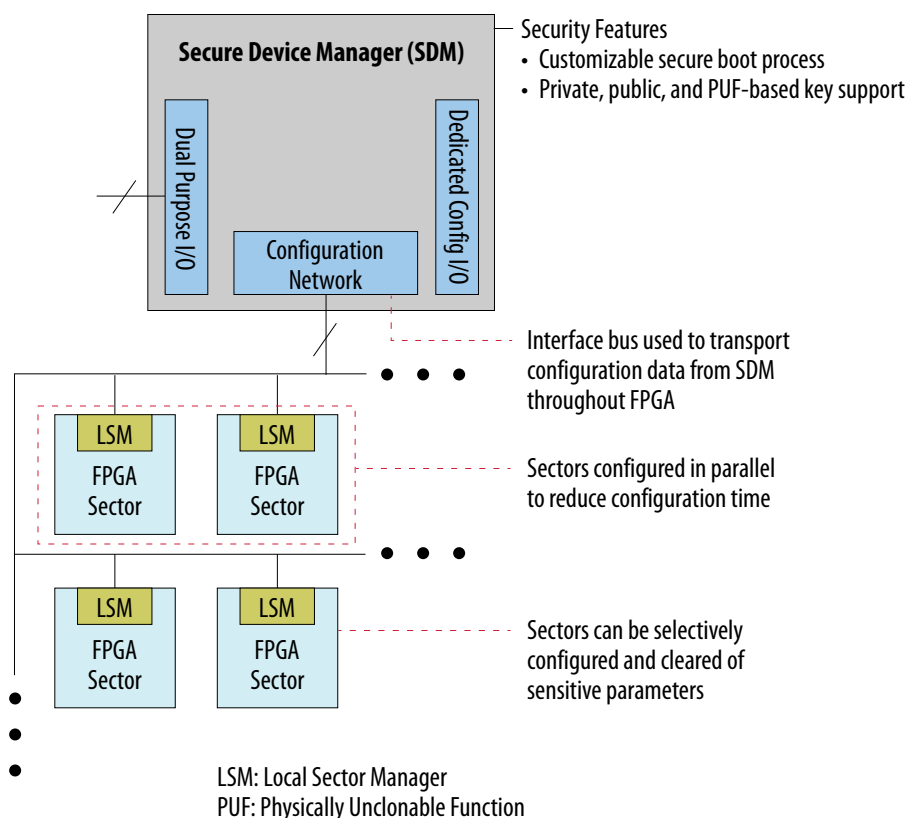 Secure Device Manager (SDM)
Security Features
• Customizable secure boot process
• Private, public, and PUF-based key support
Dual Purpose I/O
Dedicated Config I/O
Configuration
Network
Interface bus used to transport
configuration data from SDM
throughout FPGA
LSM
FPGA
Sector
LSM
FPGA
Sector
Sectors configured in parallel
to reduce configuration time
LSM
FPGA
Sector
LSM
FPGA
Sector
Sectors can be selectively
configured and cleared of
sensitive parameters
LSM: Local Sector Manager
PUF: Physically Unclonable Function